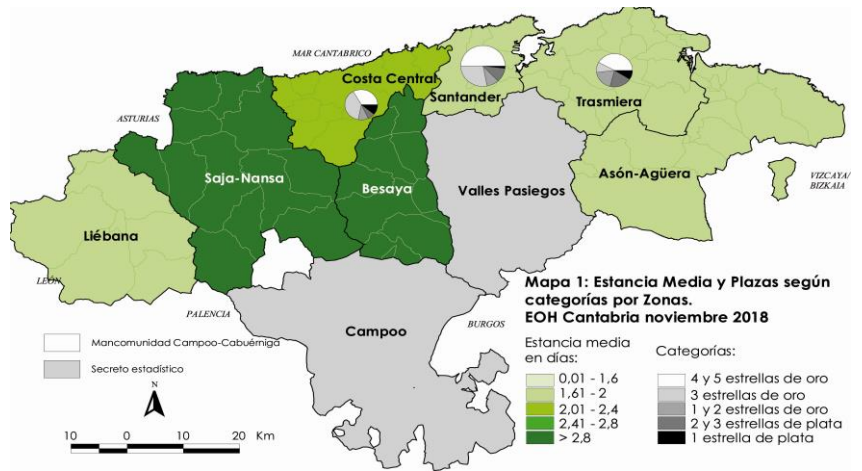 MAR CANTABRICO
Costa Central
Santander
Trasmiera
ASTURIAS
Saja-Nansa
Besaya
Valles Pasiegos
Asón-Agüera
VIZCAYA/
BIZKAIA
Liébana
LEÓN
PALENCIA
Campoo
BURGOS
Mapa 1: Estancia Media y Plazas según
categorías por Zonas.
EOH Cantabria noviembre 2018
Mancomunidad Campoo-Cabuérniga
Secreto estadístico
N
10 0 10 20 Km
Estancia media
en días:
0,01 - 1,6
1,61 - 2
2,01 - 2,4
2,41 - 2,8
> 2,8
Categorías:
4 y 5 estrellas de oro
3 estrellas de oro
1 y 2 estrellas de oro
2 y 3 estrellas de plata
1 estrella de plata